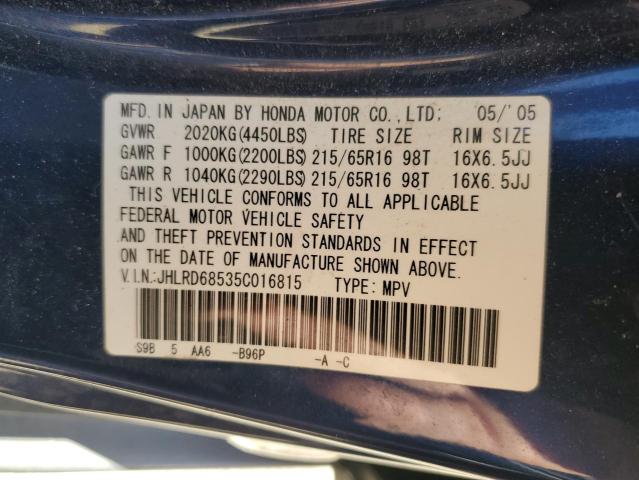 MFD. IN JAPAN BY HONDA MOTOR CO.,LTD: 05/'05
GVWR 2020KG(4450LBS) TIRE SIZE RIM SIZE
GAWR F 1000KG(2200LBS) 215/65R16 98T 16X6.5JJ
GAWR R 1040KG(2290LBS) 215/65R16 98T 16X6.5JJ
THIS VEHICLE CONFORMS TO ALL APPLICABLE
FEDERAL MOTOR VEHICLE SAFETY
AND THEFT PREVENTION STANDARDS IN EFFECT
ON THE DATE OF MANUFACTURE SHOWN ABOVE.
V.I.N:JHLRD68535C016815 TYPE: MPV
S9B 5 AA6 -B96P -A -C